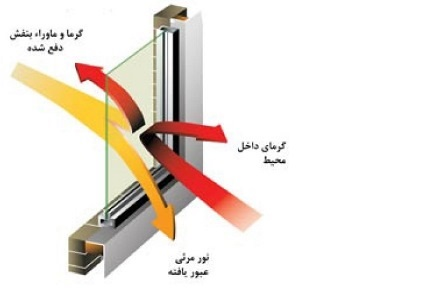 گرما و ماوراء بنفش
دفع شده
گرمای داخل
محیط
نور مرئی
عبور یافته